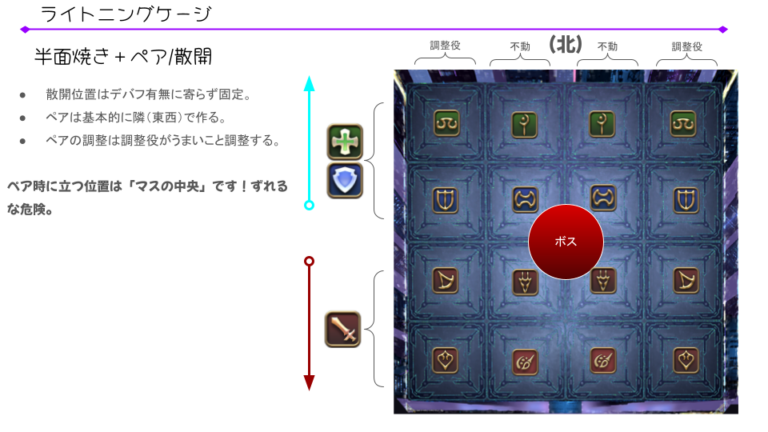 ライトニングケージ
半面焼き＋ペア/散開
● 散開位置はデバフ有無に寄らず固定。
● ペアは基本的に隣（東西）で作る。
● ペアの調整は調整役がうまいこと調整する。
ペア時に立つ位置は「マスの中央」です！ずれる
な危険。
調整役 不動 (北) 不動 調整役
ボス